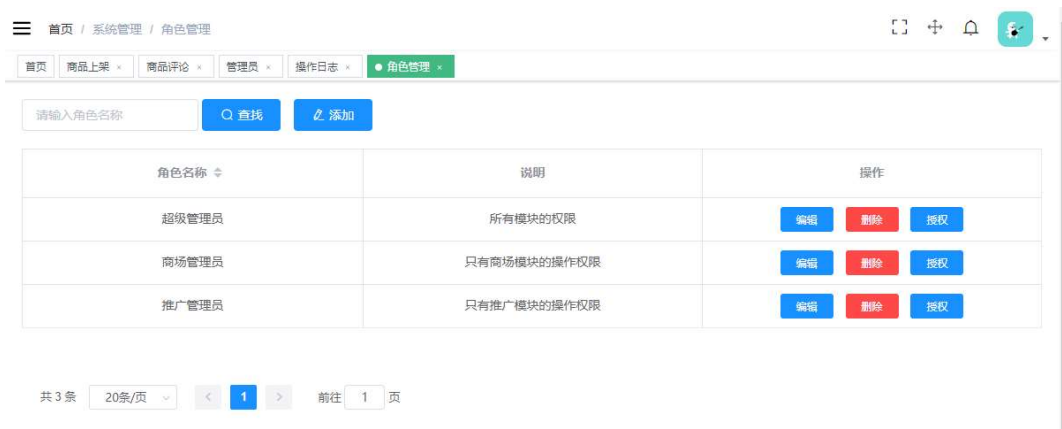 首页 / 系统管理 / 角色管理
首页 商品上架 × 商品评论 × 管理员 × 操作日志 × 角色管理 ×
请输入角色名称 查找 添加
角色名称 说明 操作
超级管理员 所有模块的权限 编辑 删除 授权
商场管理员 只有商场模块的操作权限 编辑 删除 授权
推广管理员 只有推广模块的操作权限 编辑 删除 授权
共 3 条 20条/页 < 1 > 前往 1 页